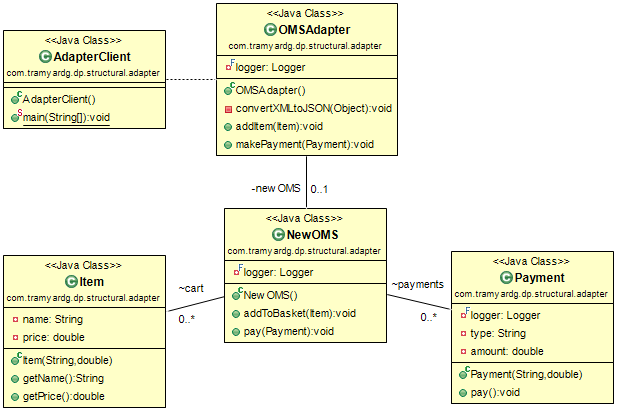 <<Java Class>>
AdapterClient
com.tramyardg.dp.structural.adapter
AdapterClient()
main(String[]):void
<<Java Class>>
OMSAdapter
com.tramyardg.dp.structural.adapter
logger: Logger
OMSAdapter()
convertXMLtoJSON(Object):void
addItem(Item):void
makePayment(Payment):void
-new OMS
0..1
<<Java Class>>
NewOMS
com.tramyardg.dp.structural.adapter
logger: Logger
New OMS()
addToBasket(Item):void
pay(Payment):void
~cart
0..*
~payments
0..*
<<Java Class>>
Item
com.tramyardg.dp.structural.adapter
name: String
price: double
Item(String,double)
getName():String
getPrice():double
<<Java Class>>
Payment
com.tramyardg.dp.structural.adapter
logger: Logger
type: String
amount: double
Payment(String,double)
pay():void